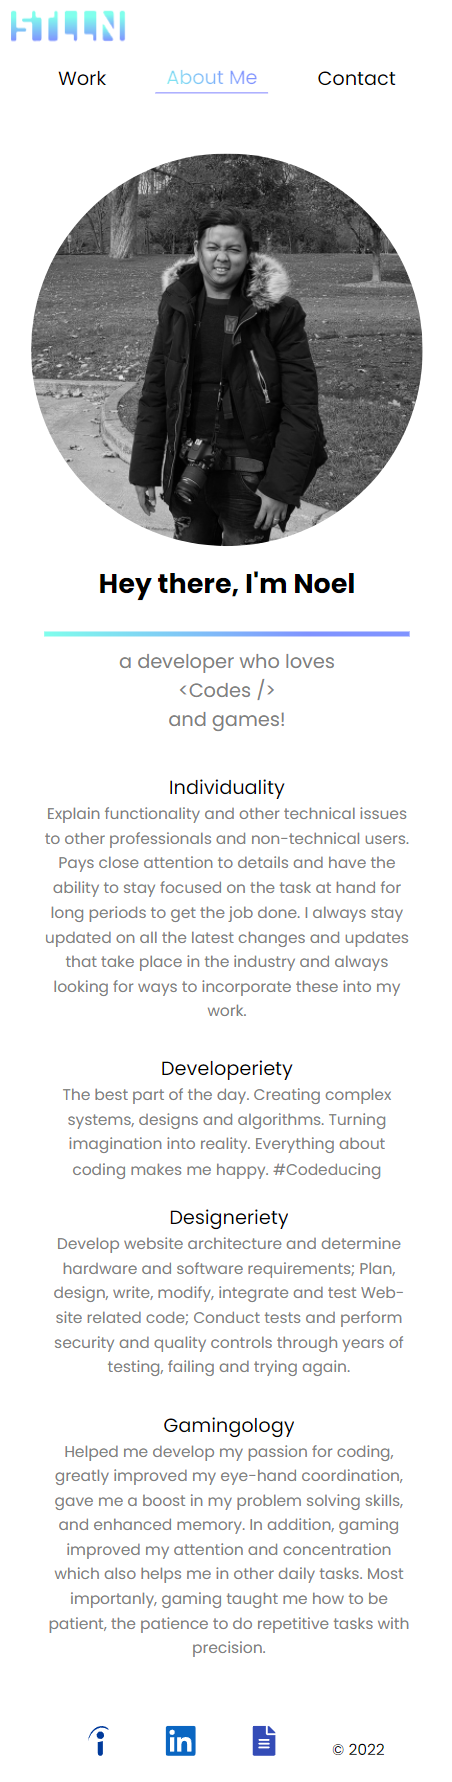 STLLN
Work
About Me
Contact
Hey there, I'm Noel
a developer who loves
<Codes />
and games!
Individuality
Explain functionality and other technical issues
to other professionals and non-technical users.
Pays close attention to details and have the
ability to stay focused on the task at hand for
long periods to get the job done. I always stay
updated on all the latest changes and updates
that take place in the industry and always
looking for ways to incorporate these into my
work.
Developeriety
The best part of the day. Creating complex
systems, designs and algorithms. Turning
imagination into reality. Everything about
coding makes me happy. #Codeducing
Designeriety
Develop website architecture and determine
hardware and software requirements; Plan,
design, write, modify, integrate and test Web-
site related code; Conduct tests and perform
security and quality controls through years of
testing, failing and trying again.
Gamingology
Helped me develop my passion for coding,
greatly improved my eye-hand coordination,
gave me a boost in my problem solving skills,
and enhanced memory. In addition, gaming
improved my attention and concentration
which also helps me in other daily tasks. Most
importanly, gaming taught me how to be
patient, the patience to do repetitive tasks with
precision.
in
© 2022